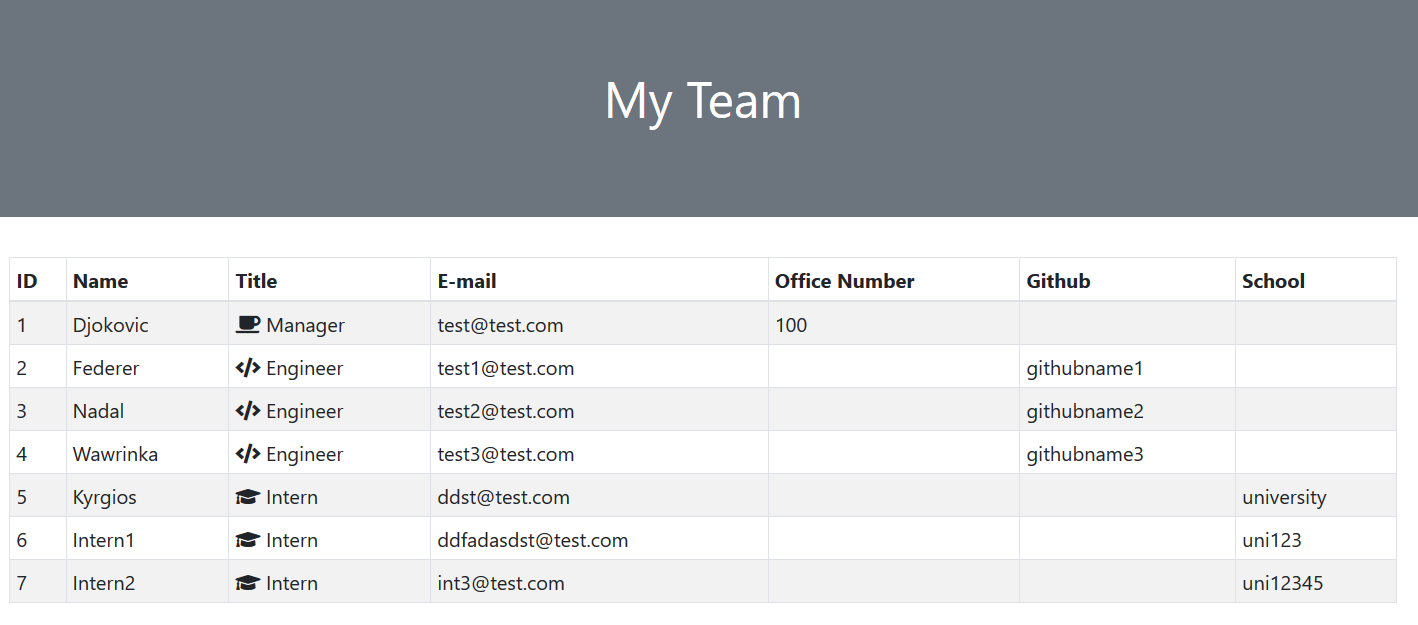 My Team
ID Name Title E-mail Office Number Github School
1 Djokovic Manager test@test.com 100
2 Federer Engineer test1@test.com githubname1
3 Nadal Engineer test2@test.com githubname2
4 Wawrinka Engineer test3@test.com githubname3
5 Kyrgios Intern ddst@test.com university
6 Intern1 Intern ddfadasdst@test.com uni123
7 Intern2 Intern int3@test.com uni12345